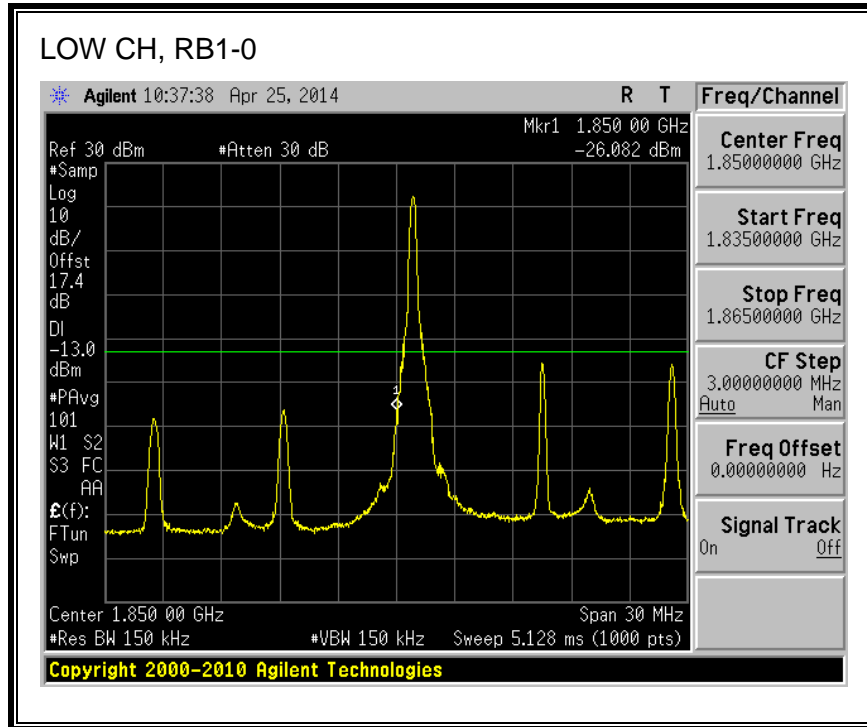 LOW CH, RB1-0
Agilent 10:37:38 Apr 25, 2014 R T
Freq/Channel
Mkr1 1.850 00 GHz
Ref 30 dBm #Atten 30 dB -26.082 dBm
#Samp
Log
10
dB/
Offst
17.4
dB
DI
-13.0
dBm
#PAvg
101
W1 S2
S3 FC
AA
£(f):
FTun
Swp
1
Center 1.850 00 GHz Span 30 MHz
#Res BW 150 kHz #VBW 150 kHz Sweep 5.128 ms (1000 pts)
Center Freq
1.85000000 GHz
Start Freq
1.83500000 GHz
Stop Freq
1.86500000 GHz
CF Step
3.00000000 MHz
Auto Man
Freq Offset
0.00000000 Hz
Signal Track
On Off
Copyright 2000-2010 Agilent Technologies